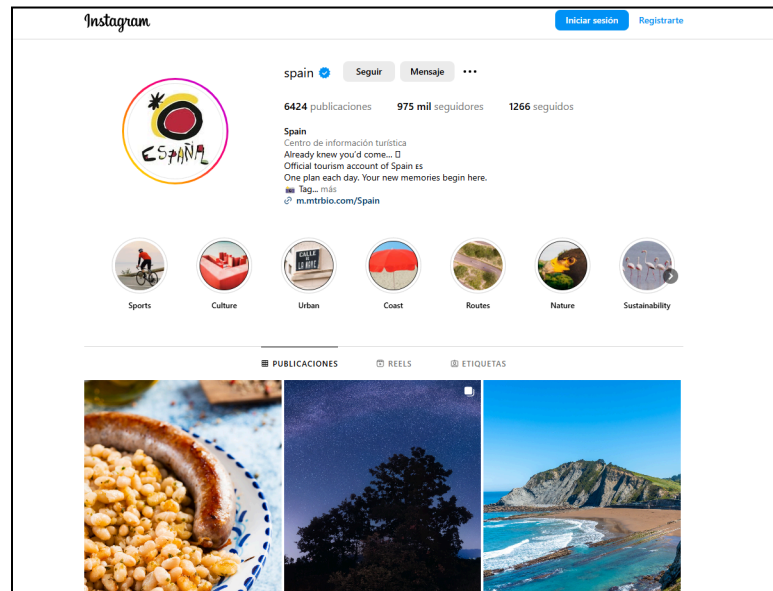 Instagram
Iniciar sesión
Registrarte
spain
Seguir
Mensaje
6424 publicaciones
975 mil seguidores
1266 seguidos
ESPAÑA
Spain
Centro de información turística
Already knew you'd come...
Official tourism account of Spain ES
One plan each day. Your new memories begin here.
Tag... más
m.mtrbio.com/Spain
CALLE
Sports
Culture
Urban
Coast
Routes
Nature
Sustainability
PUBLICACIONES
REELS
ETIQUETAS